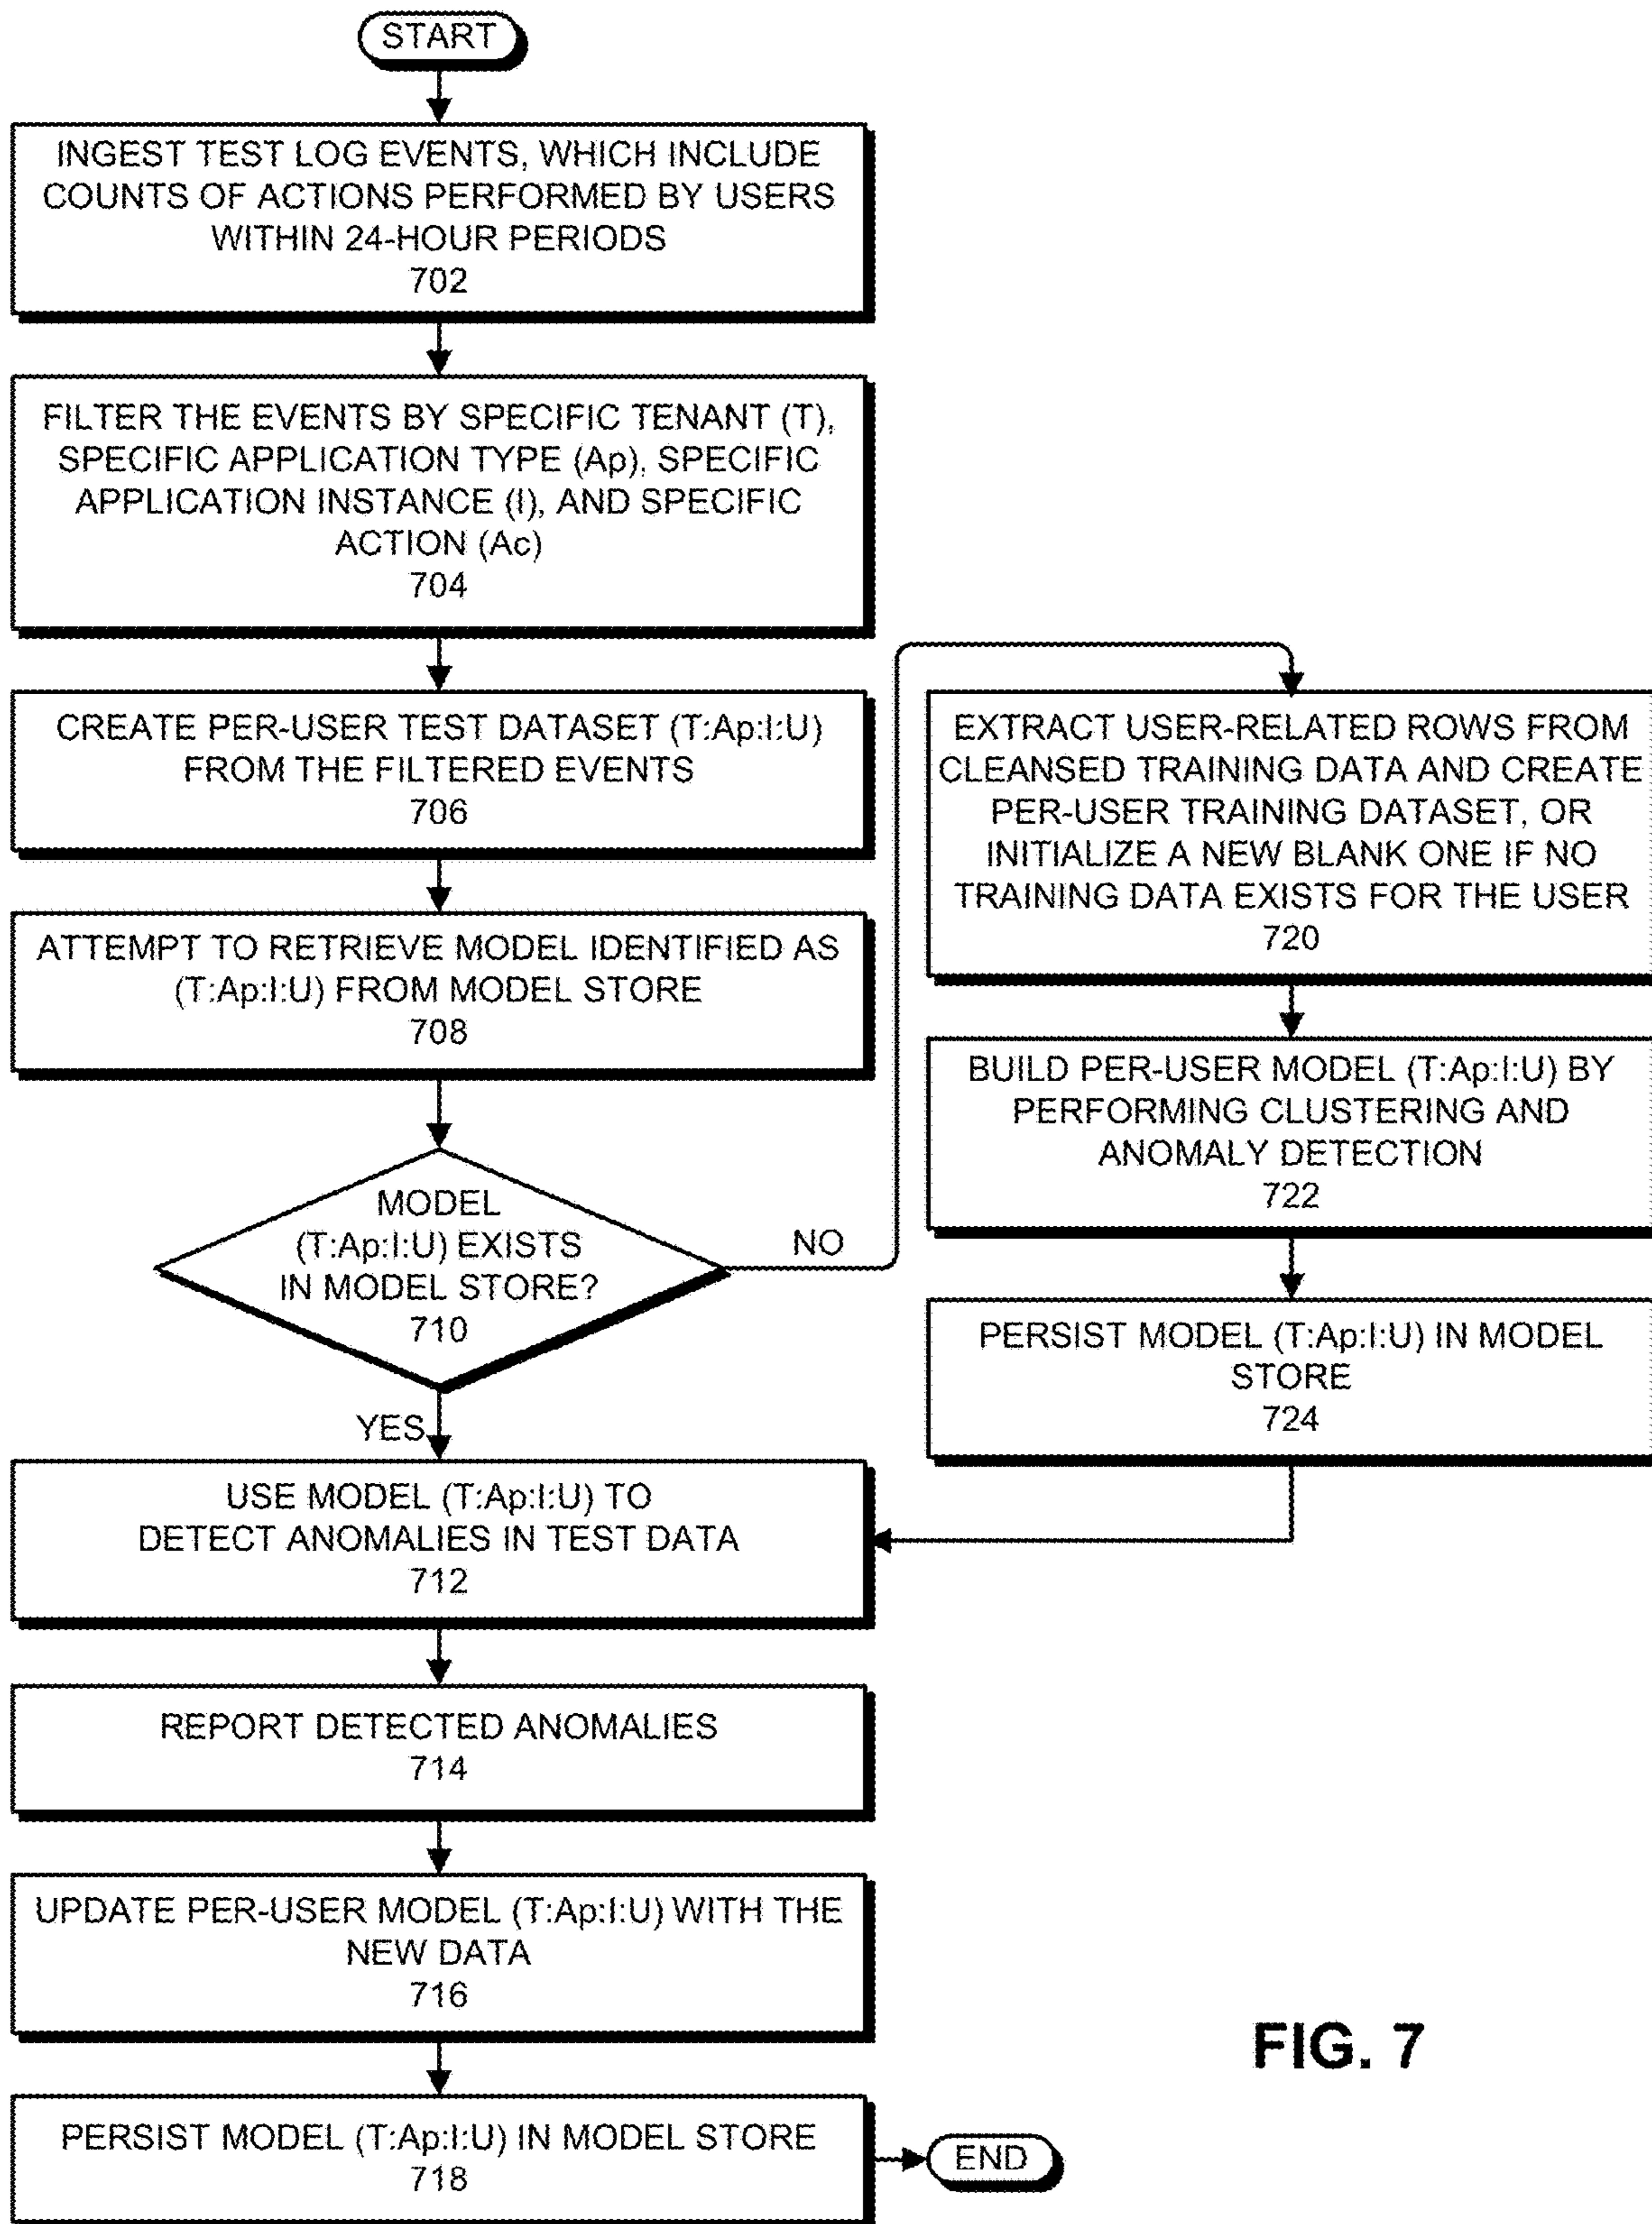 START
INGEST TEST LOG EVENTS, WHICH INCLUDE
COUNTS OF ACTIONS PERFORMED BY USERS
WITHIN 24-HOUR PERIODS
702
FILTER THE EVENTS BY SPECIFIC TENANT (T),
SPECIFIC APPLICATION TYPE (Ap), SPECIFIC
APPLICATION INSTANCE (I), AND SPECIFIC
ACTION (Ac)
704
CREATE PER-USER TEST DATASET (T:Ap:I:U)
FROM THE FILTERED EVENTS
706
ATTEMPT TO RETRIEVE MODEL IDENTIFIED AS
(T:Ap:I:U) FROM MODEL STORE
708
MODEL
(T:Ap:I:U) EXISTS
IN MODEL STORE?
710
NO
YES
EXTRACT USER-RELATED ROWS FROM
CLEANSED TRAINING DATA AND CREATE
PER-USER TRAINING DATASET, OR
INITIALIZE A NEW BLANK ONE IF NO
TRAINING DATA EXISTS FOR THE USER
720
BUILD PER-USER MODEL (T:Ap:I:U) BY
PERFORMING CLUSTERING AND
ANOMALY DETECTION
722
PERSIST MODEL (T:Ap:I:U) IN MODEL
STORE
724
USE MODEL (T:Ap:I:U) TO
DETECT ANOMALIES IN TEST DATA
712
REPORT DETECTED ANOMALIES
714
UPDATE PER-USER MODEL (T:Ap:I:U) WITH THE
NEW DATA
716
PERSIST MODEL (T:Ap:I:U) IN MODEL STORE
718
END
FIG. 7